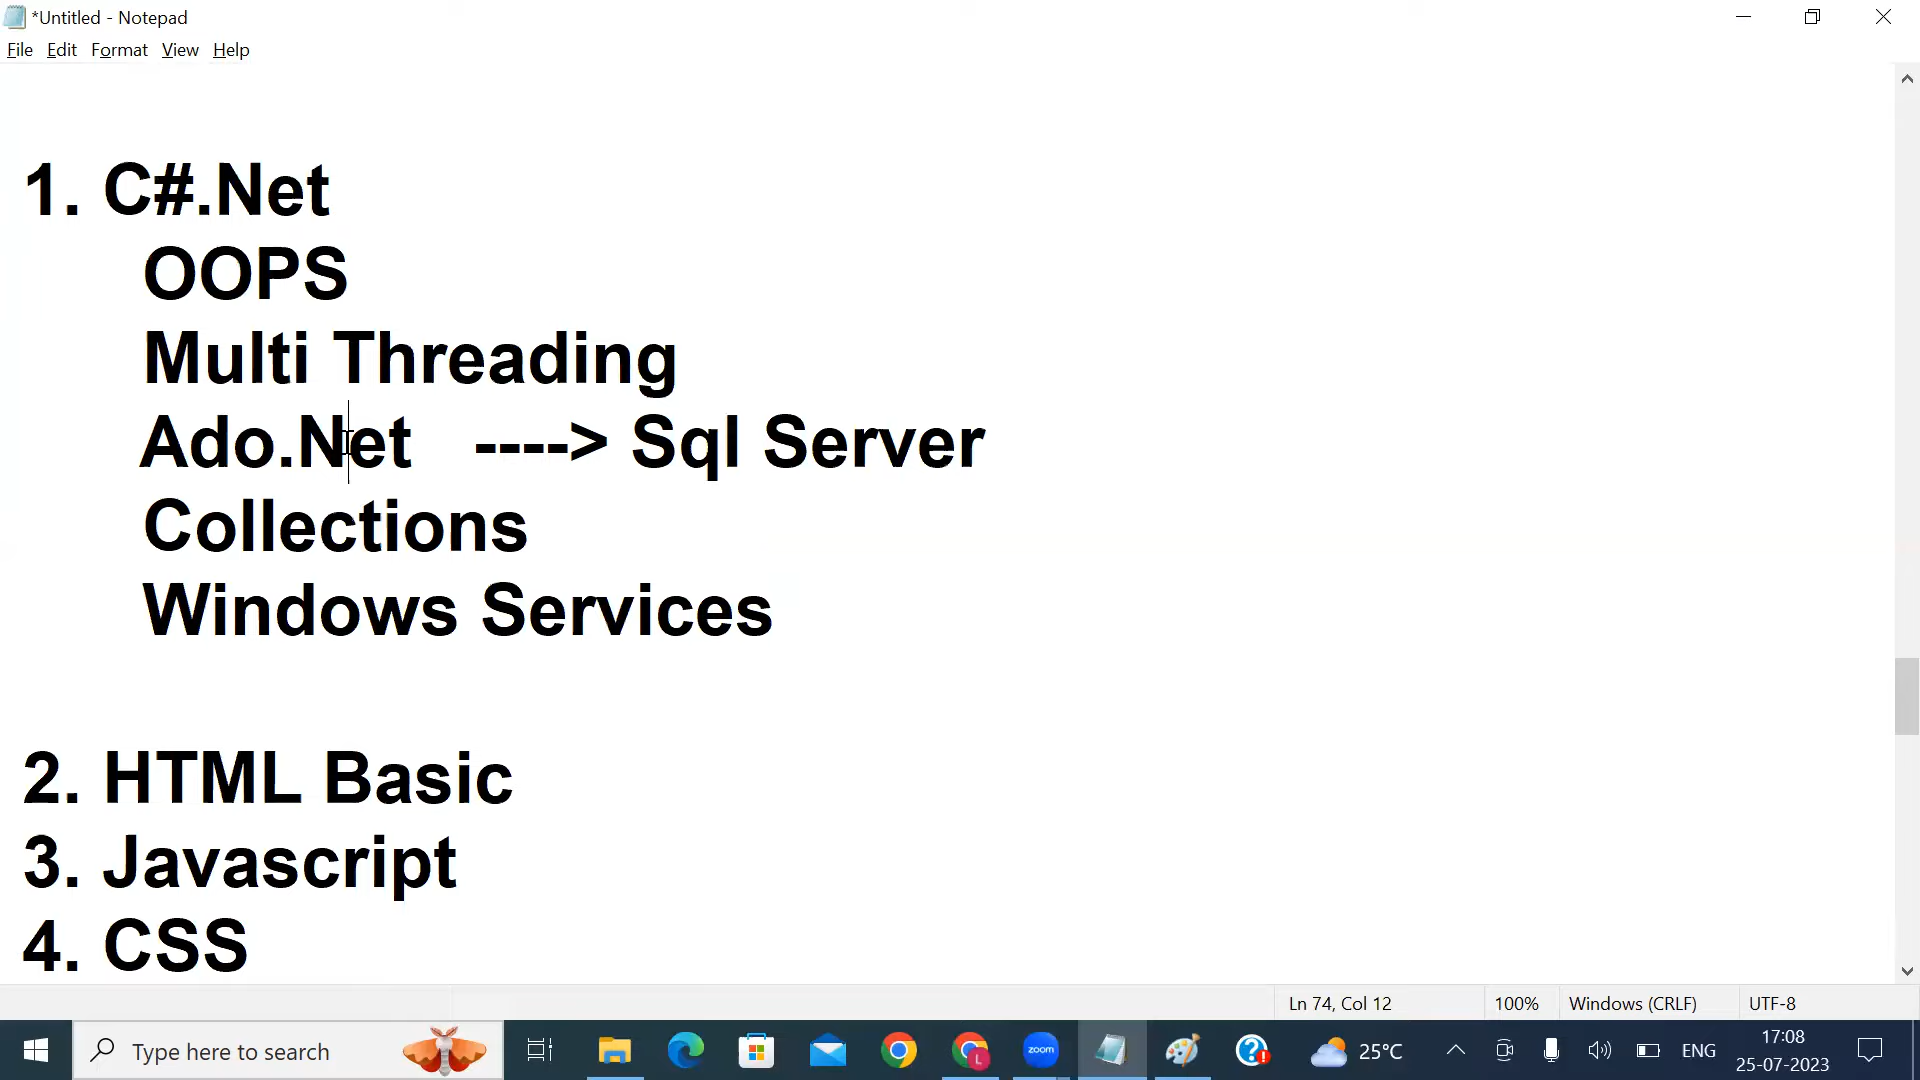 *Untitled - Notepad
File Edit Format View Help
1. C#.Net
OOPS
Multi Threading
Ado.Net ----> Sql Server
Collections
Windows Services
2. HTML Basic
3. Javascript
4. CSS
Ln 74, Col 12 100% Windows (CRLF) UTF-8
Type here to search zoom L 25°C ENG 17:08
25-07-2023